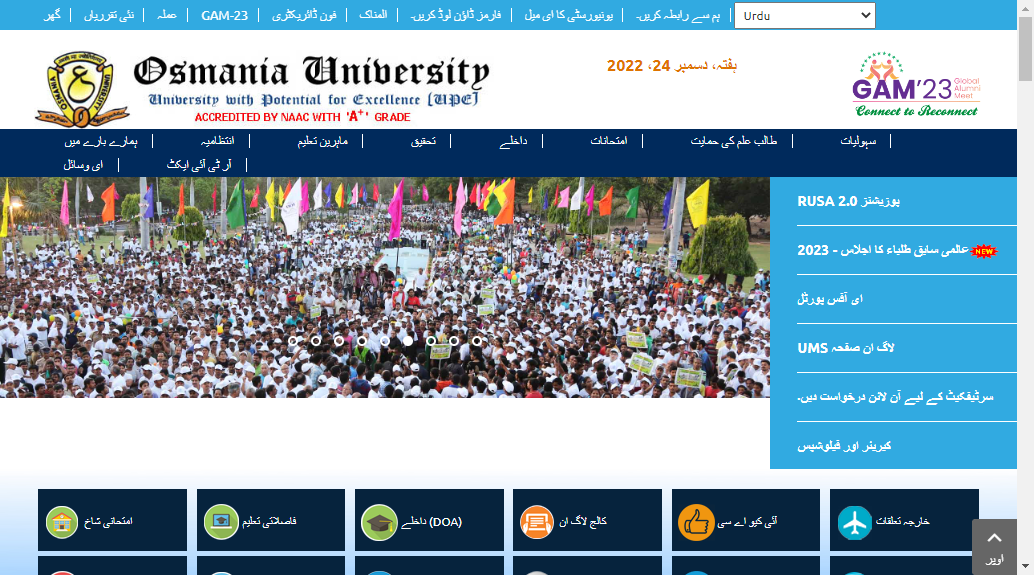 گھر
نئی تقرریاں
عملہ
GAM-23
فون ڈائریکٹری
المناک
فارمز ڈاؤن لوڈ کریں۔
یونیورسٹی کا ای میل
ہم سے رابطہ کریں۔
Urdu
Osmania University
University with Potential for Excellence [UPE]
ACCREDITED BY NAAC WITH 'A+' GRADE
ہفتہ، دسمبر 24، 2022
GAM'23 Global Alumni Meet
Connect to Reconnect
ہمارے بارے میں
انتظامیہ
ماہرین تعلیم
تحقیق
داخلے
امتحانات
طالب علم کی حمایت
سہولیات
ای وسائل
آر ٹی آئی ایکٹ
RUSA 2.0 پوزیشنز
عالمی سابق طلباء کا اجلاس - 2023 NEW
ای آفس پورٹل
UMS لاگ ان صفحہ
سرٹیفکیٹ کے لیے آن لائن درخواست دیں۔
کیریئر اور فیلوشپس
امتحانی شاخ
فاصلاتی تعلیم
داخلے (DOA)
کالج لاگ ان
آئی کیو اے سی
خارجہ تعلقات
اوپر